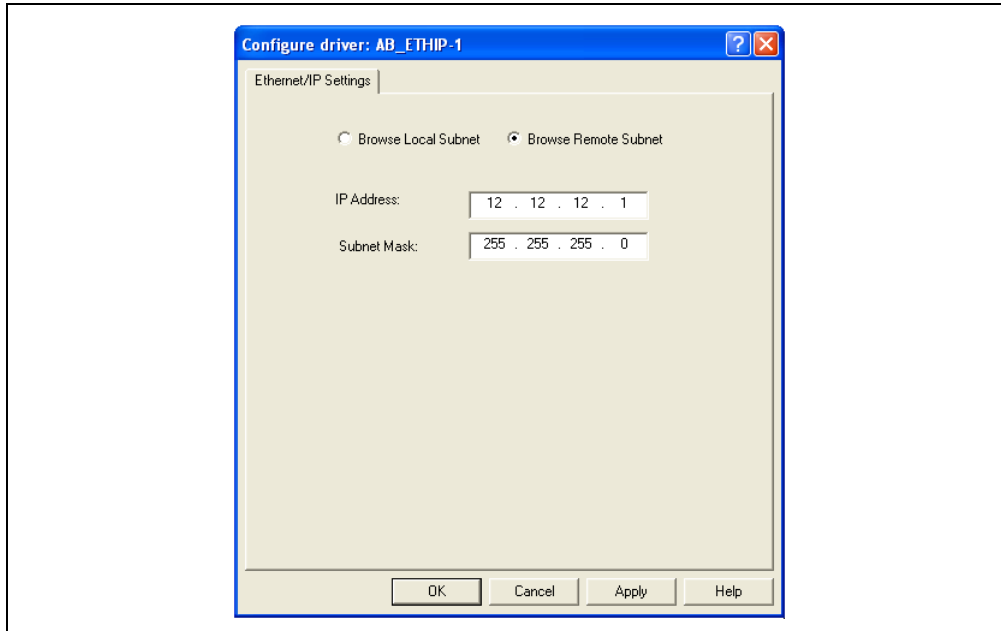 Configure driver: AB_ETHIP-1
Ethernet/IP Settings
Browse Local Subnet Browse Remote Subnet
IP Address: 12 . 12 . 12 . 1
Subnet Mask: 255 . 255 . 255 . 0
OK Cancel Apply Help